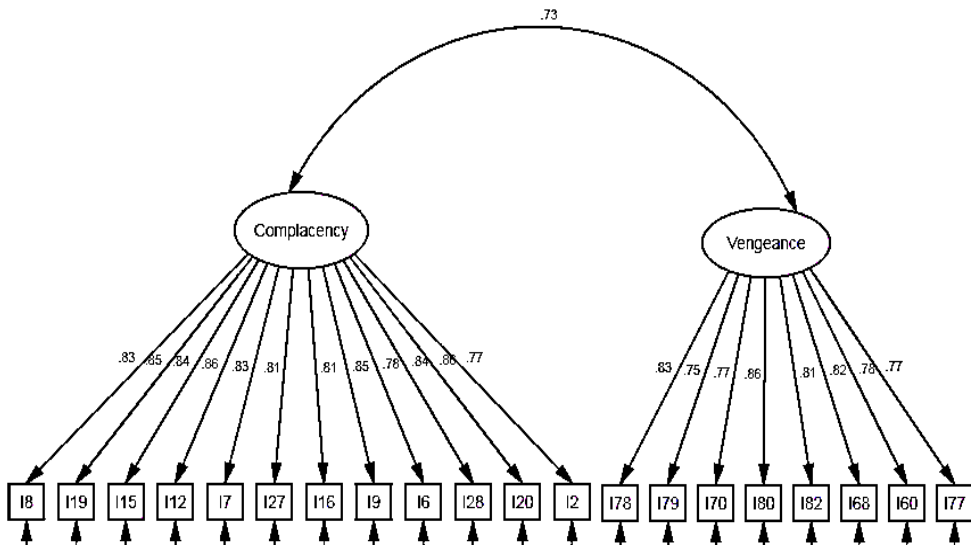 .73
Complacency
Vengeance
.83 .85 .84 .86 .83 .81 .81 .85 .78 .84 .86 .77 .83 .75 .77 .86 .81 .82 .78 .77
I8 I19 I15 I12 I7 I27 I16 I9 I6 I28 I20 I2 I78 I79 I70 I80 I82 I68 I60 I77